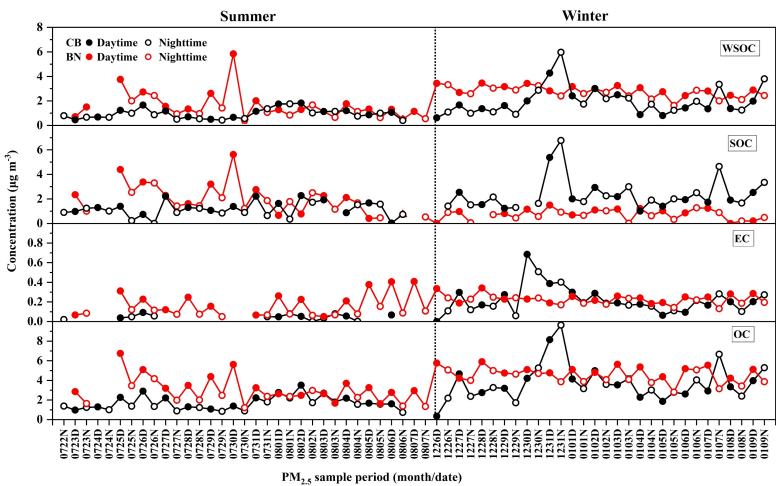 Summer Winter
CB Daytime Nighttime
BN Daytime Nighttime
WSOC
SOC
EC
OC
8
6
4
2
0
8
6
4
2
0
0.8
0.6
0.4
0.2
0.0
8
6
4
2
0
Concentration (μg m-3)
0722N 0723D 0723N 0724D 0724N 0725D 0725N 0726D 0726N 0727D 0727N 0728D 0728N 0729D 0729N 0730D 0730N 0731D 0731N 0801D 0801N 0802D 0802N 0803D 0803N 0804D 0804N 0805D 0805N 0806D 0806N 0807D 0807N 1226D 1226N 1227D 1227N 1228D 1228N 1229D 1229N 1230D 1230N 1231D 1231N 0101D 0101N 0102D 0102N 0103D 0103N 0104D 0104N 0105D 0105N 0106D 0106N 0107D 0107N 0108D 0108N 0109D 0109N
PM2.5 sample period (month/date)